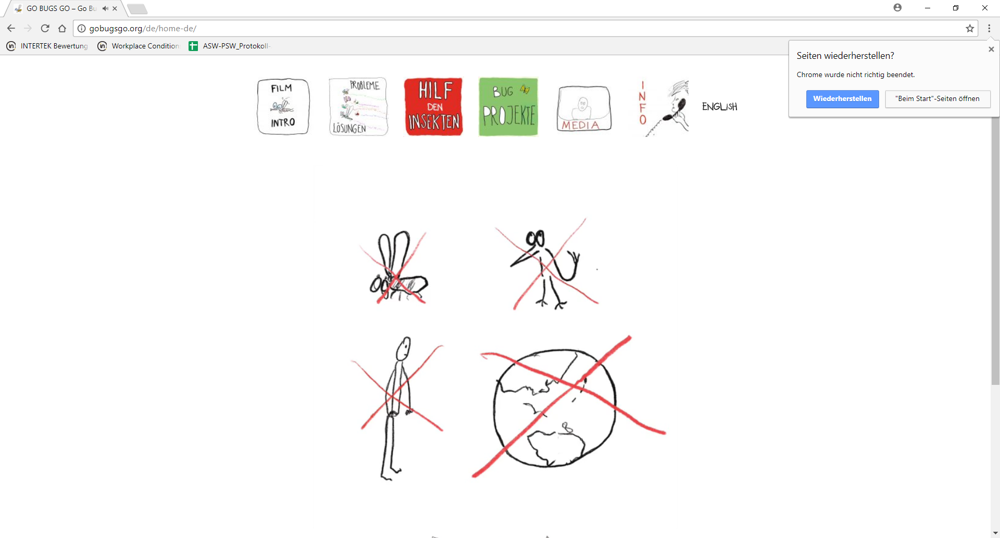 GO BUGS GO – Go Bu
gobugsgo.org/de/home-de/
INTERTEK Bewertung
Workplace Condition
ASW-PSW_Protokoll-
Seiten wiederherstellen?
Chrome wurde nicht richtig beendet.
Wiederherstellen
"Beim Start"-Seiten öffnen
FILM
INTRO
PROBLEME
LÖSUNGEN
HILF
DEN
INSEKTEN
BUG
PROJEKTE
MEDIA
INFO
ENGLISH